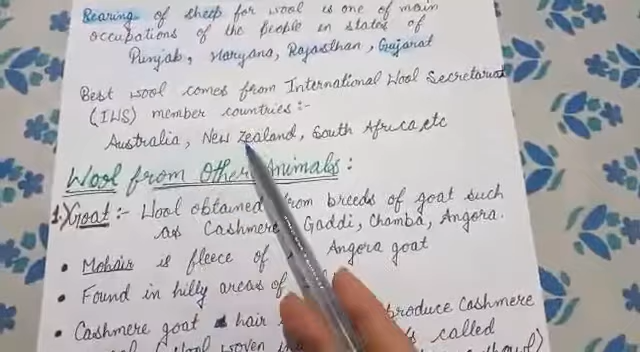 Rearing of sheep for wool is one of main
occupations of the people in states of
Punjab, Haryana, Rajasthan, Gujarat
Best wool comes from International Wool Secretariat
(IWS) member countries:-
Australia, New Zealand, South Africa, etc
Wool from Other Animals:
1.) Goat :- Wool obtained from breeds of goat such
as Cashmere, Gaddi, Chamba, Angora.
• Mohair is fleece of Angora goat
• Found in hilly areas of
• Cashmere goat hair produce Cashmere
woven is called